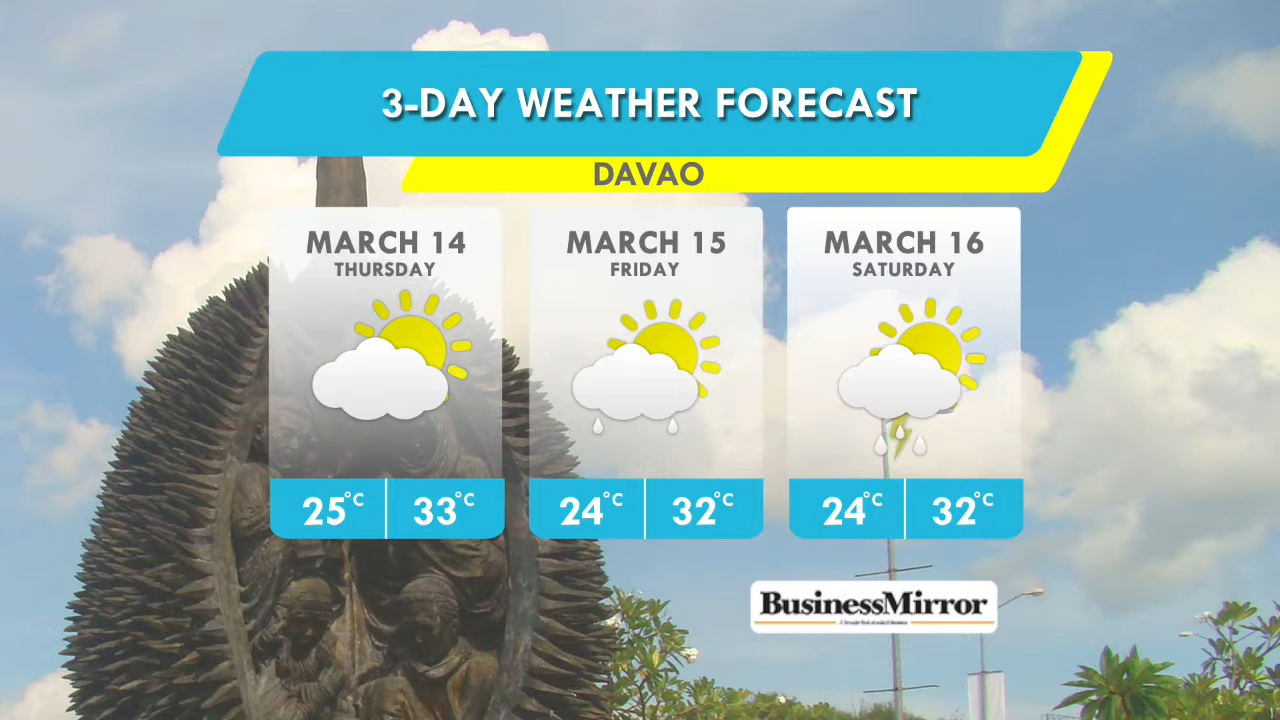 3-DAY WEATHER FORECAST
DAVAO
MARCH 14
THURSDAY
25°C 33°C
MARCH 15
FRIDAY
24°C 32°C
MARCH 16
SATURDAY
24°C 32°C
BusinessMirror